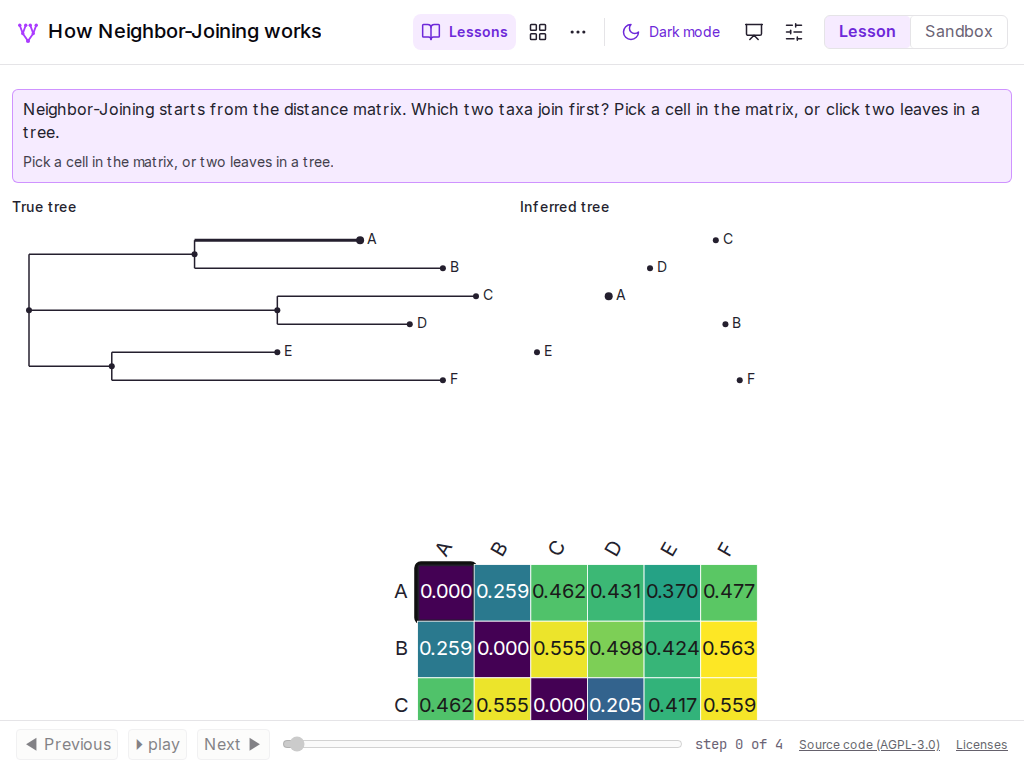 How Neighbor-Joining works
Lessons
Dark mode
Lesson
Sandbox
Neighbor-Joining starts from the distance matrix. Which two taxa join first? Pick a cell in the matrix, or click two leaves in a
tree.
Pick a cell in the matrix, or two leaves in a tree.
True tree
Inferred tree
A
B
C
D
E
F
C
D
A
B
E
F
A B C D E F
A 0.000 0.259 0.462 0.431 0.370 0.477
B 0.259 0.000 0.555 0.498 0.424 0.563
C 0.462 0.555 0.000 0.205 0.417 0.559
Previous
play
Next
step 0 of 4
Source code (AGPL-3.0)
Licenses